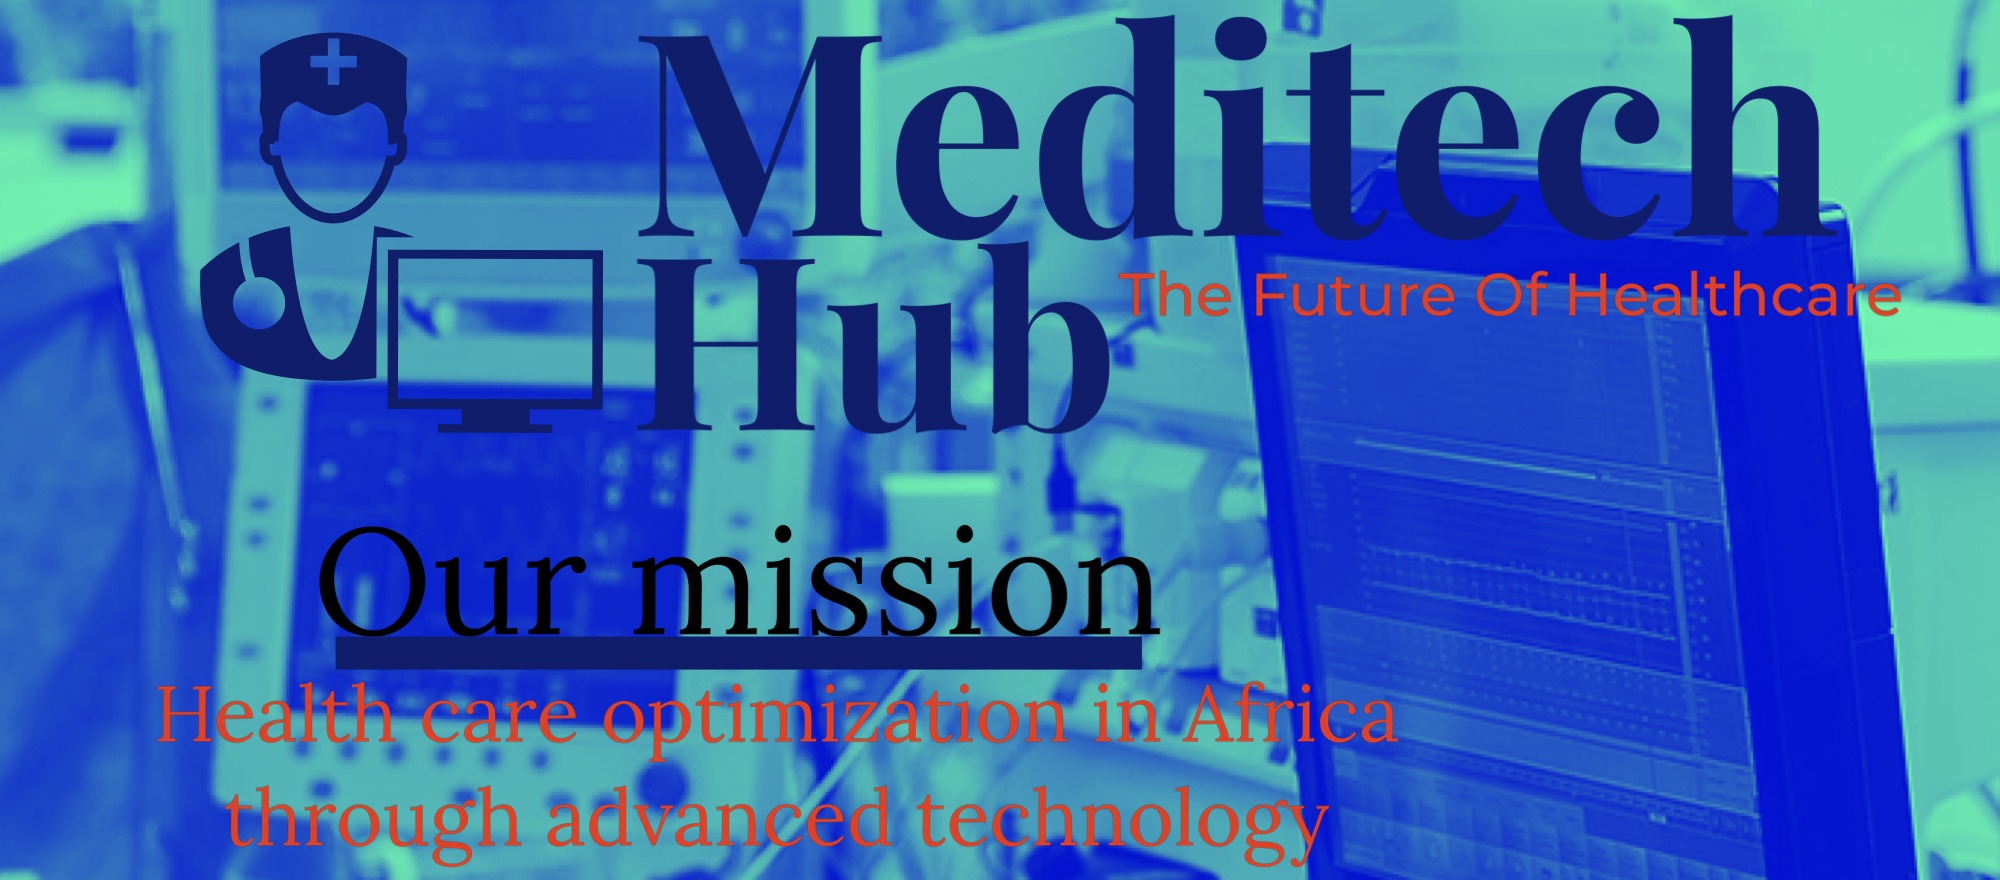 Meditech
Hub
The Future Of Healthcare
Our mission
Health care optimization in Africa
through advanced technology